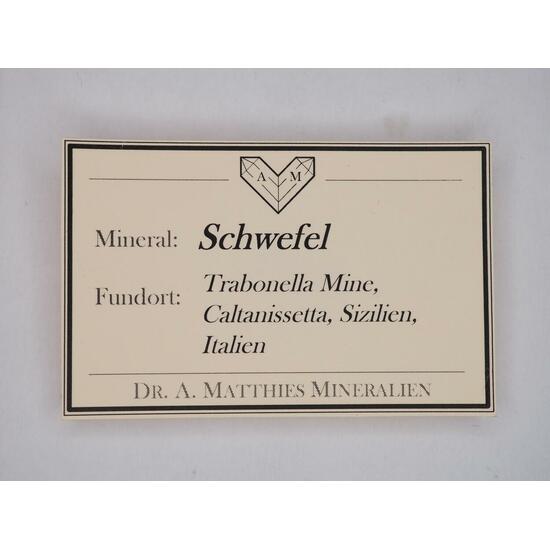 A M
Mineral: Schwefel
Fundort: Trabonella Mine,
Caltanissetta, Sizilien,
Italien
DR. A. MATTHIES MINERALIEN